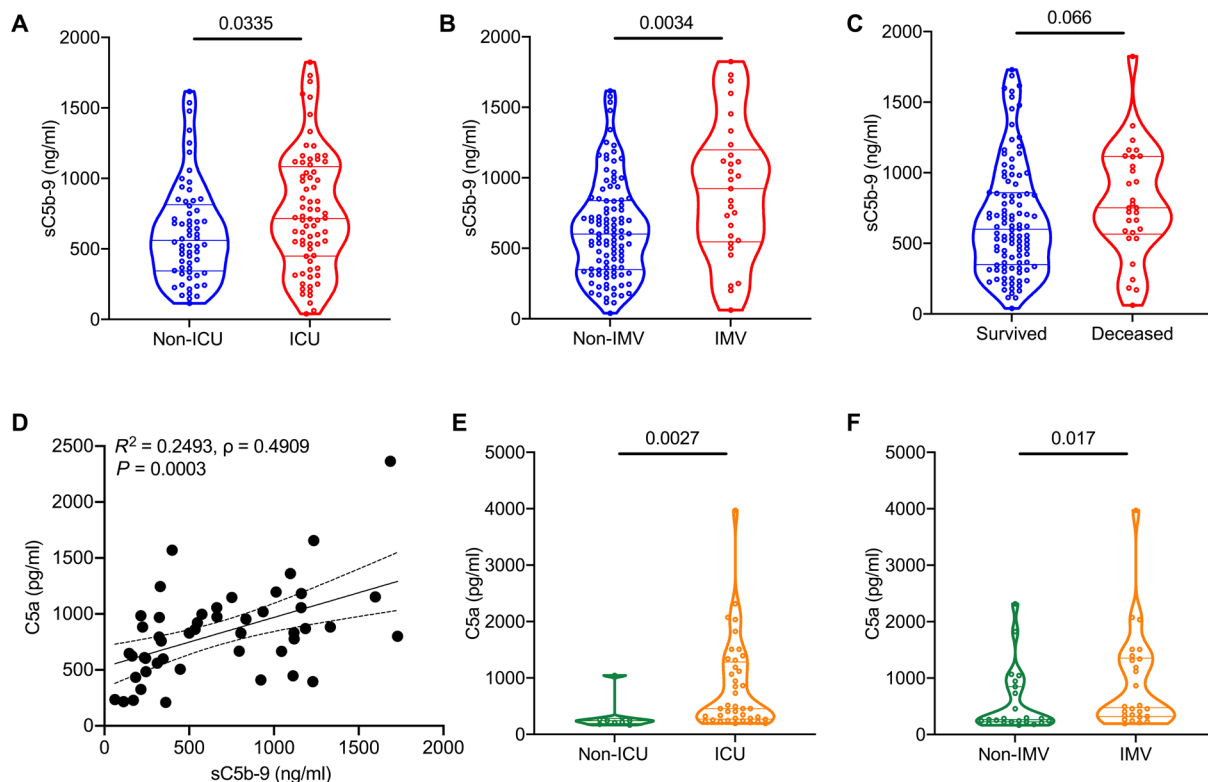 A
0.0335
2000
1500
1000
500
0
sC5b-9 (ng/ml)
Non-ICU
ICU
B
0.0034
2000
1500
1000
500
0
sC5b-9 (ng/ml)
Non-IMV
IMV
C
0.066
2000
1500
1000
500
0
sC5b-9 (ng/ml)
Survived
Deceased
D
R² = 0.2493, ρ = 0.4909
P = 0.0003
2500
2000
1500
1000
500
0
C5a (pg/ml)
0
500
1000
1500
2000
sC5b-9 (ng/ml)
E
0.0027
5000
4000
3000
2000
1000
0
C5a (pg/ml)
Non-ICU
ICU
F
0.017
5000
4000
3000
2000
1000
0
C5a (pg/ml)
Non-IMV
IMV